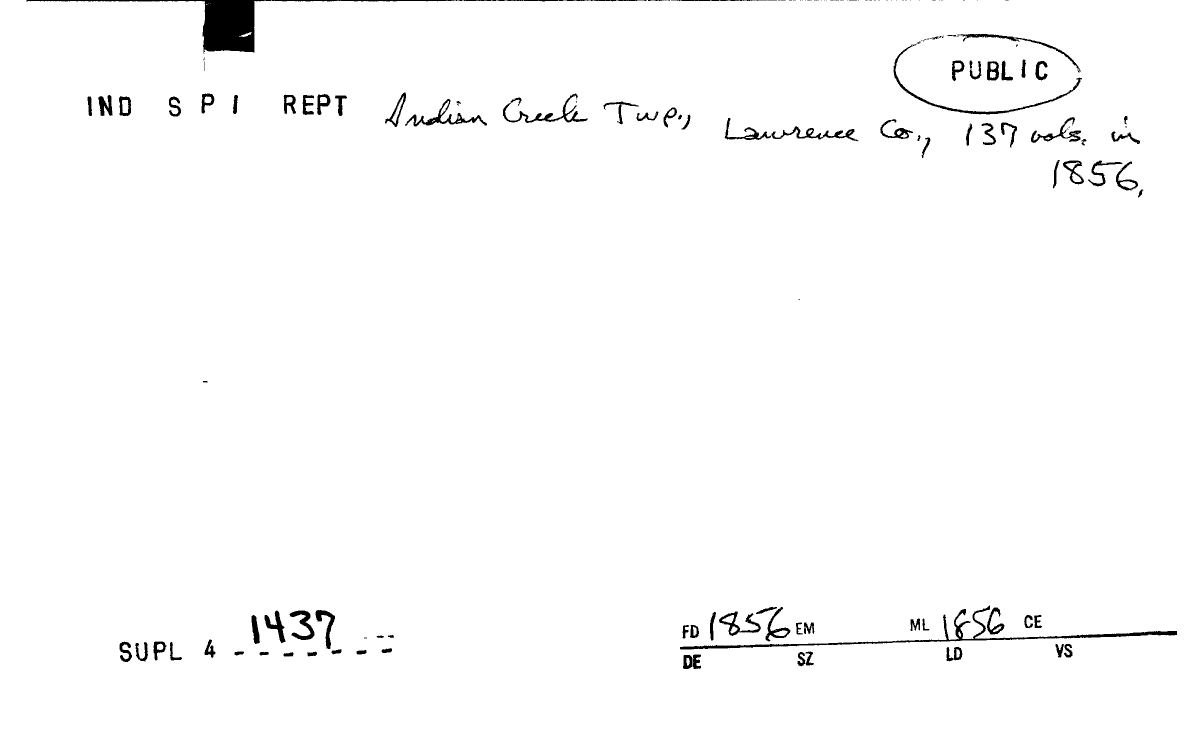 PUBLIC
IND S P I REPT Indian Creek Twp., Lawrence Co., 137 vols. in
1856.
SUPL 4 1437
FD 1856 EM ML 1856 CE
DE SZ LD VS